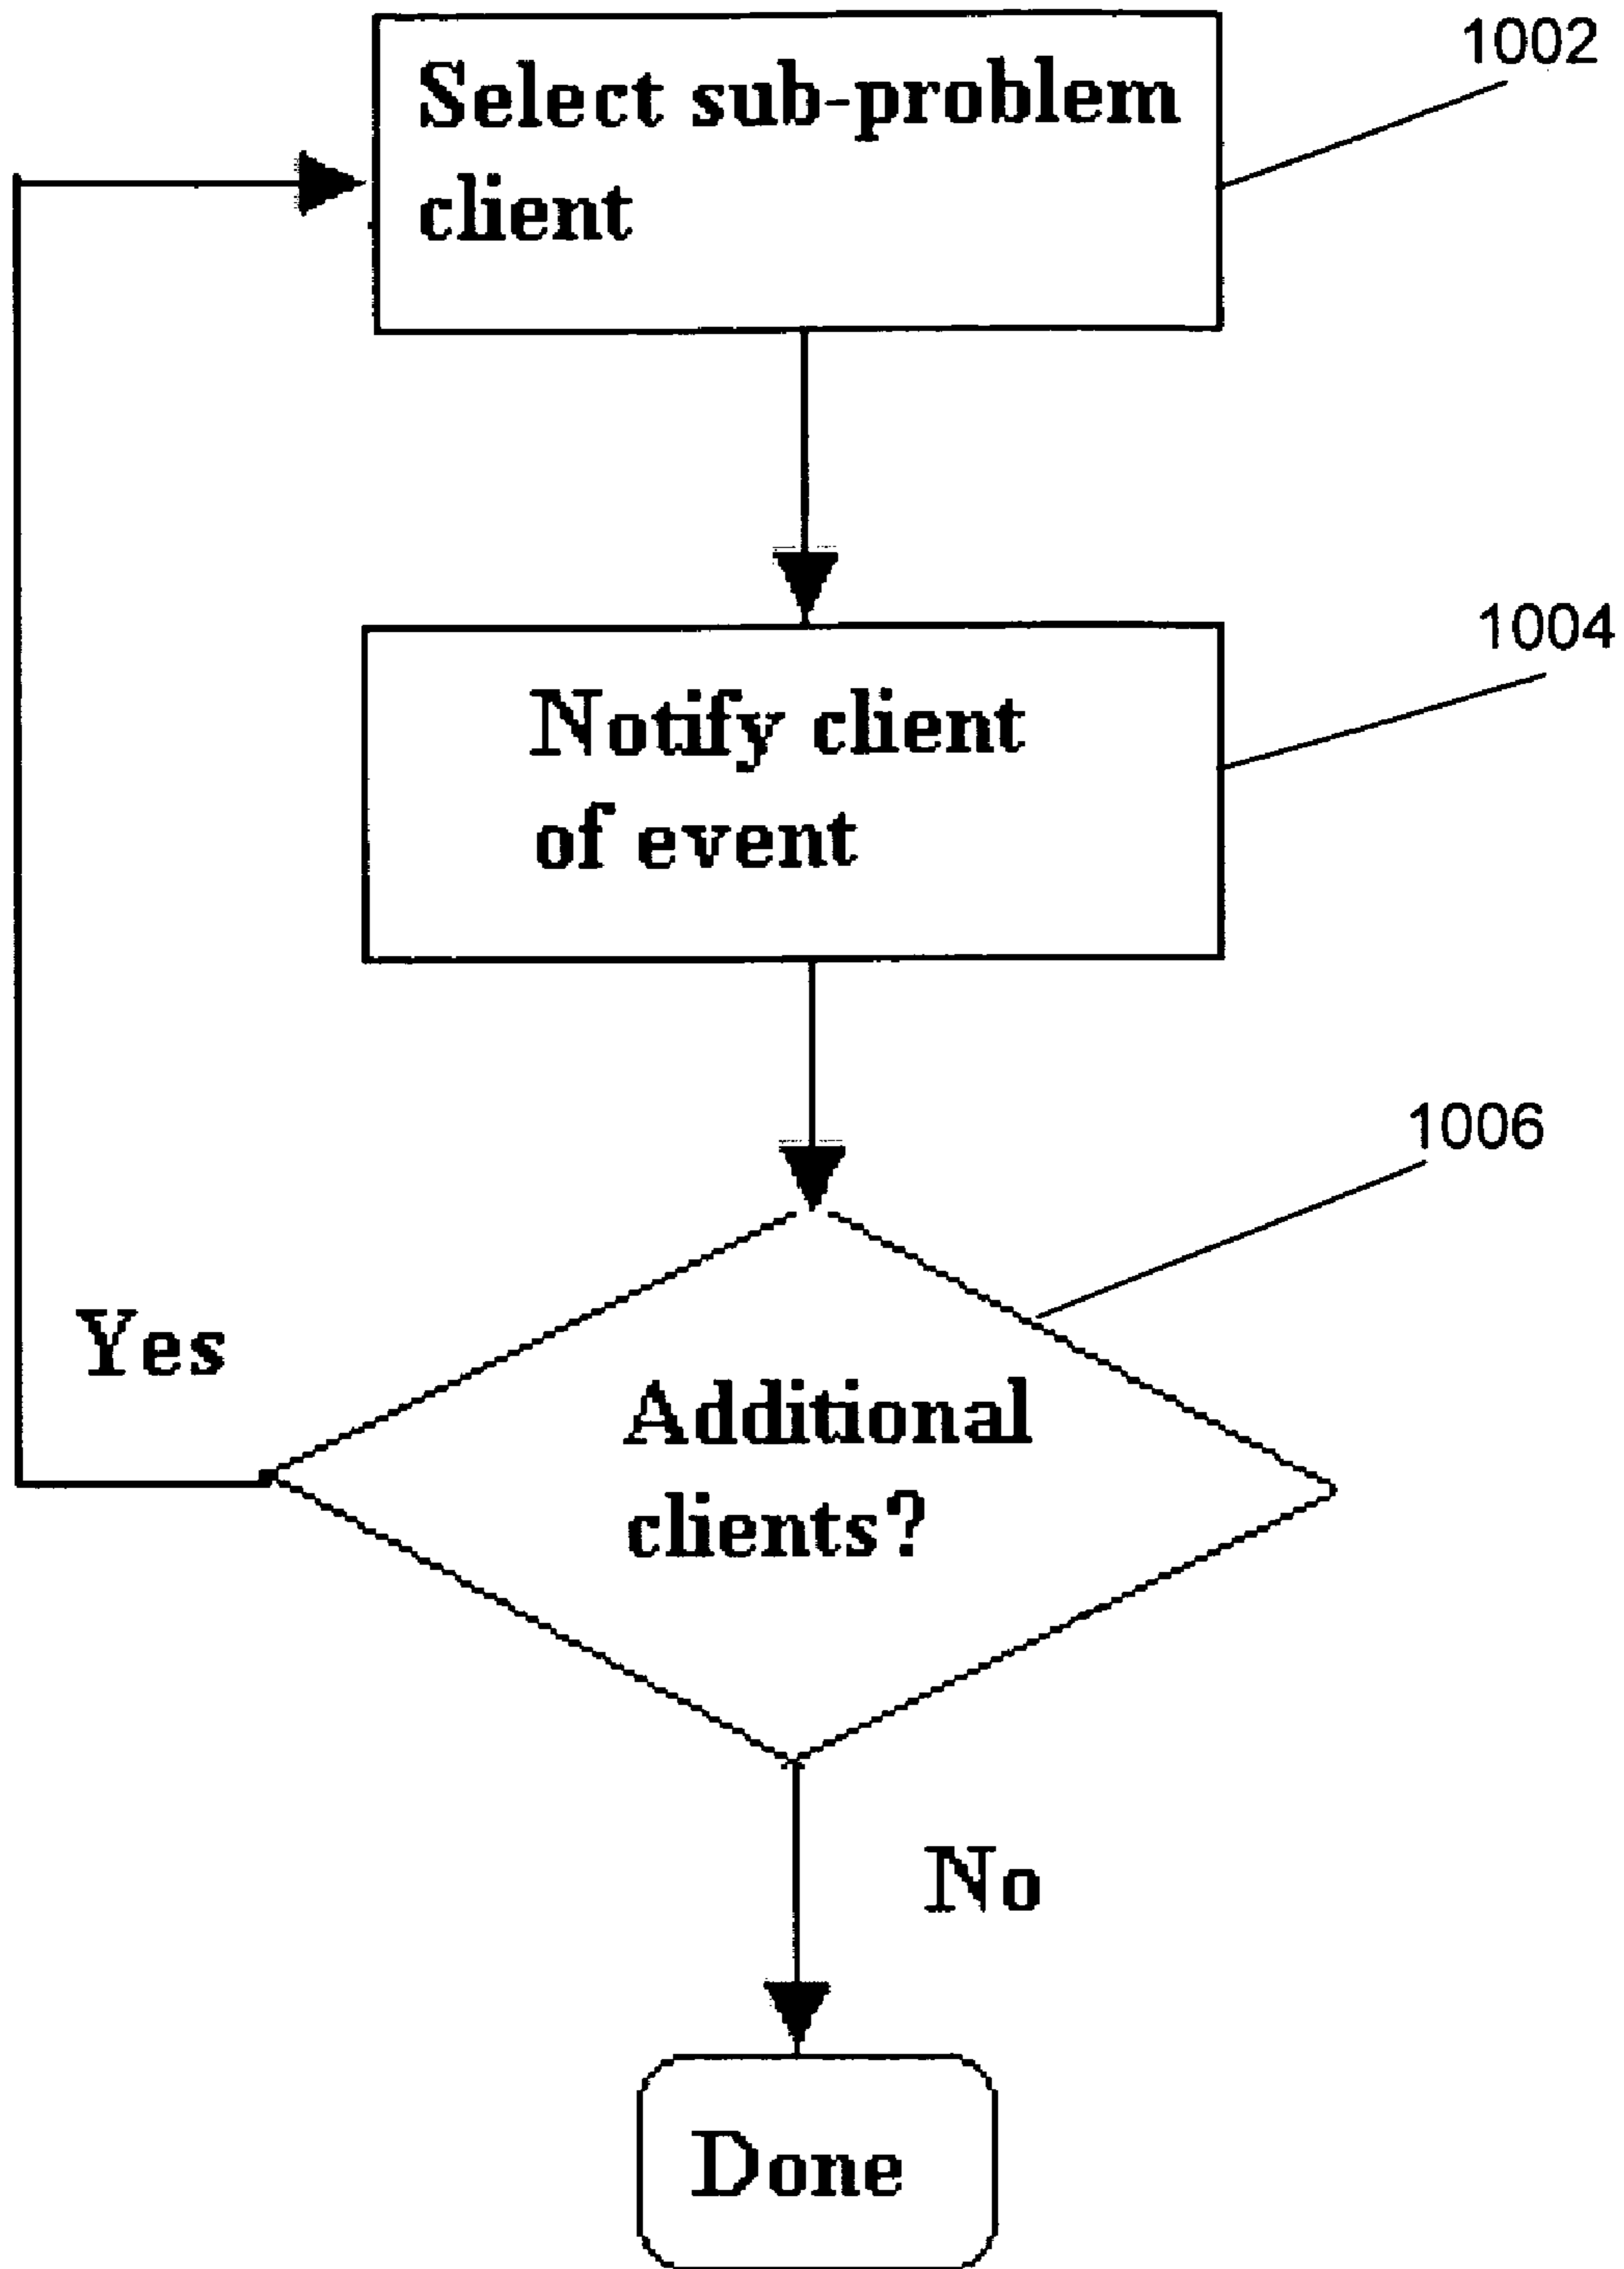 1002
Select sub-problem
client
1004
Notify client
of event
1006
Yes
Additional
clients?
No
Done